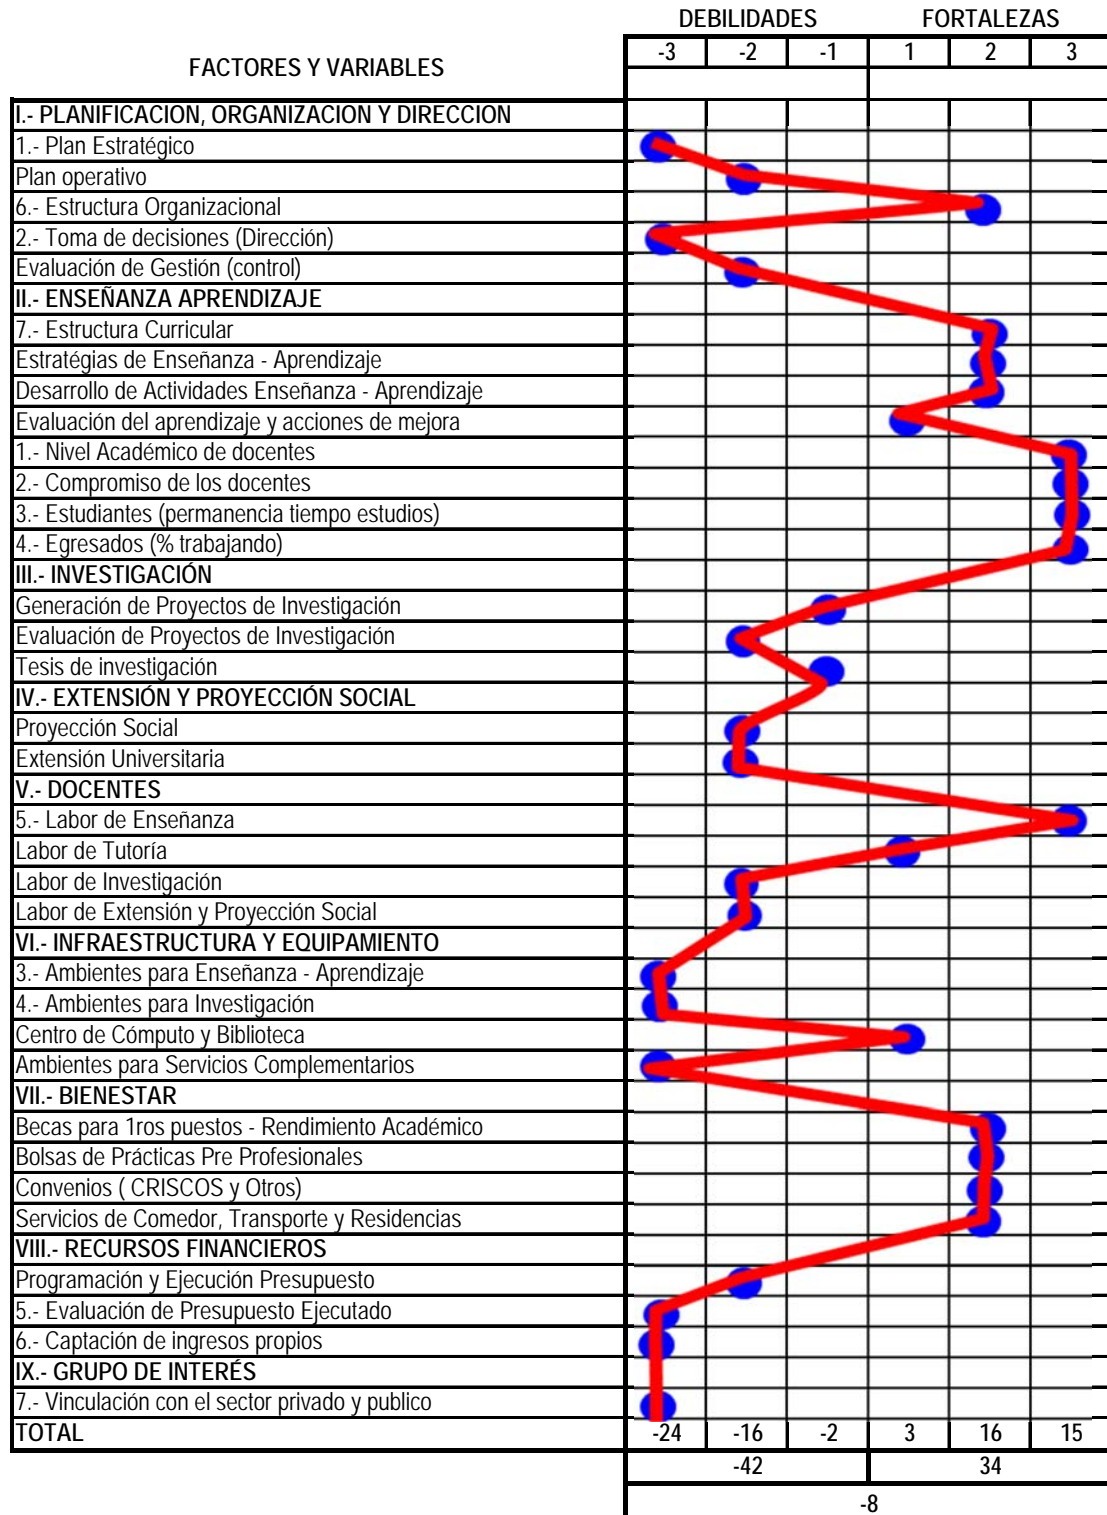 DEBILIDADES FORTALEZAS
FACTORES Y VARIABLES -3 -2 -1 1 2 3
I.- PLANIFICACION, ORGANIZACION Y DIRECCION
1.- Plan Estratégico
Plan operativo
6.- Estructura Organizacional
2.- Toma de decisiones (Dirección)
Evaluación de Gestión (control)
II.- ENSEÑANZA APRENDIZAJE
7.- Estructura Curricular
Estratégias de Enseñanza - Aprendizaje
Desarrollo de Actividades Enseñanza - Aprendizaje
Evaluación del aprendizaje y acciones de mejora
1.- Nivel Académico de docentes
2.- Compromiso de los docentes
3.- Estudiantes (permanencia tiempo estudios)
4.- Egresados (% trabajando)
III.- INVESTIGACIÓN
Generación de Proyectos de Investigación
Evaluación de Proyectos de Investigación
Tesis de investigación
IV.- EXTENSIÓN Y PROYECCIÓN SOCIAL
Proyección Social
Extensión Universitaria
V.- DOCENTES
5.- Labor de Enseñanza
Labor de Tutoría
Labor de Investigación
Labor de Extensión y Proyección Social
VI.- INFRAESTRUCTURA Y EQUIPAMIENTO
3.- Ambientes para Enseñanza - Aprendizaje
4.- Ambientes para Investigación
Centro de Cómputo y Biblioteca
Ambientes para Servicios Complementarios
VII.- BIENESTAR
Becas para 1ros puestos - Rendimiento Académico
Bolsas de Prácticas Pre Profesionales
Convenios ( CRISCOS y Otros)
Servicios de Comedor, Transporte y Residencias
VIII.- RECURSOS FINANCIEROS
Programación y Ejecución Presupuesto
5.- Evaluación de Presupuesto Ejecutado
6.- Captación de ingresos propios
IX.- GRUPO DE INTERÉS
7.- Vinculación con el sector privado y publico
TOTAL -24 -16 -2 3 16 15
-42 34
-8